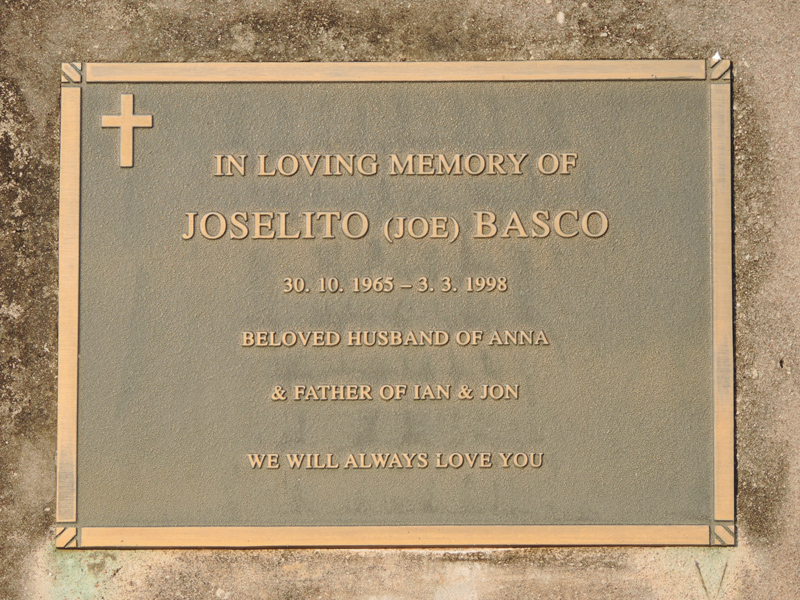 IN LOVING MEMORY OF
JOSELITO (JOE) BASCO
30. 10. 1965 – 3. 3. 1998
BELOVED HUSBAND OF ANNA
& FATHER OF IAN & JON
WE WILL ALWAYS LOVE YOU